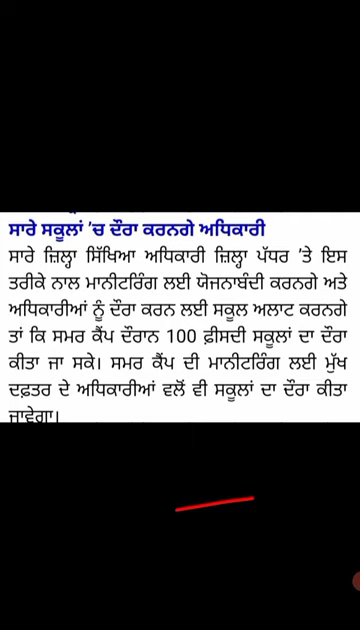 ਸਾਰੇ ਸਕੂਲਾਂ 'ਚ ਦੌਰਾ ਕਰਨਗੇ ਅਧਿਕਾਰੀ
ਸਾਰੇ ਜ਼ਿਲ੍ਹਾ ਸਿੱਖਿਆ ਅਧਿਕਾਰੀ ਜ਼ਿਲ੍ਹਾ ਪੱਧਰ 'ਤੇ ਇਸ
ਤਰੀਕੇ ਨਾਲ ਮਾਨੀਟਰਿੰਗ ਲਈ ਯੋਜਨਾਬੰਦੀ ਕਰਨਗੇ ਅਤੇ
ਅਧਿਕਾਰੀਆਂ ਨੂੰ ਦੌਰਾ ਕਰਨ ਲਈ ਸਕੂਲ ਅਲਾਟ ਕਰਨਗੇ
ਤਾਂ ਕਿ ਸਮਰ ਕੈਂਪ ਦੌਰਾਨ 100 ਫ਼ੀਸਦੀ ਸਕੂਲਾਂ ਦਾ ਦੌਰਾ
ਕੀਤਾ ਜਾ ਸਕੇ। ਸਮਰ ਕੈਂਪ ਦੀ ਮਾਨੀਟਰਿੰਗ ਲਈ ਮੁੱਖ
ਦਫ਼ਤਰ ਦੇ ਅਧਿਕਾਰੀਆਂ ਵਲੋਂ ਵੀ ਸਕੂਲਾਂ ਦਾ ਦੌਰਾ ਕੀਤਾ
ਜਾਵੇਗਾ।